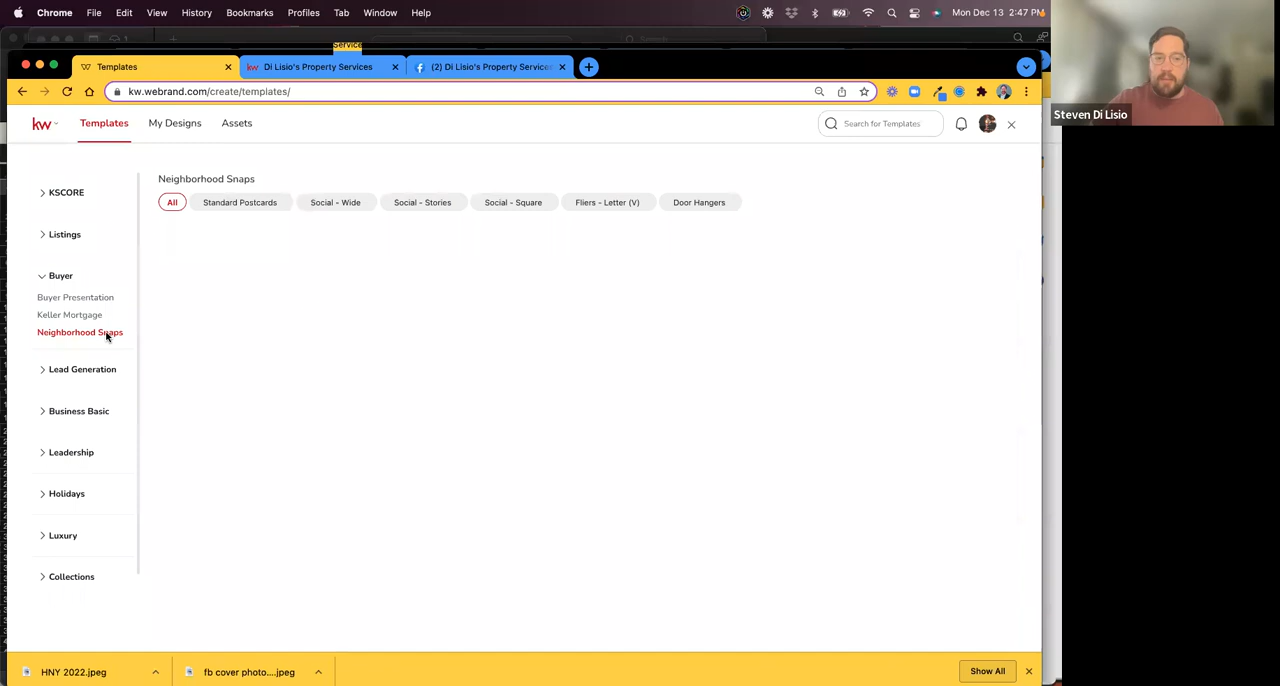 Chrome File Edit View History Bookmarks Profiles Tab Window Help Mon Dec 13 2:47 PM
Service
Templates
Di Lisio's Property Services
(2) Di Lisio's Property Service
kw.webrand.com/create/templates/
Steven Di Lisio
kw Templates My Designs Assets Search for Templates
Neighborhood Snaps
All Standard Postcards Social - Wide Social - Stories Social - Square Fliers - Letter (V) Door Hangers
KSCORE
Listings
Buyer
Buyer Presentation
Keller Mortgage
Neighborhood Snaps
Lead Generation
Business Basic
Leadership
Holidays
Luxury
Collections
HNY 2022.jpeg fb cover photo....jpeg Show All